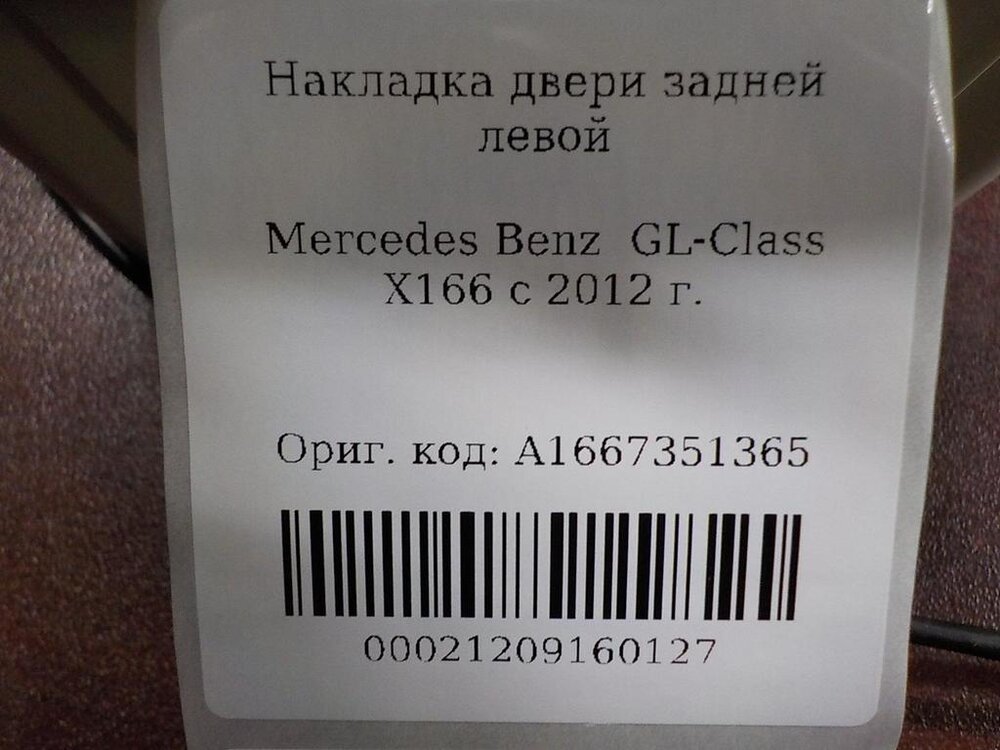 Накладка двери задней
левой
Mercedes Benz GL-Class
X166 с 2012 г.
Ориг. код: A1667351365
00021209160127